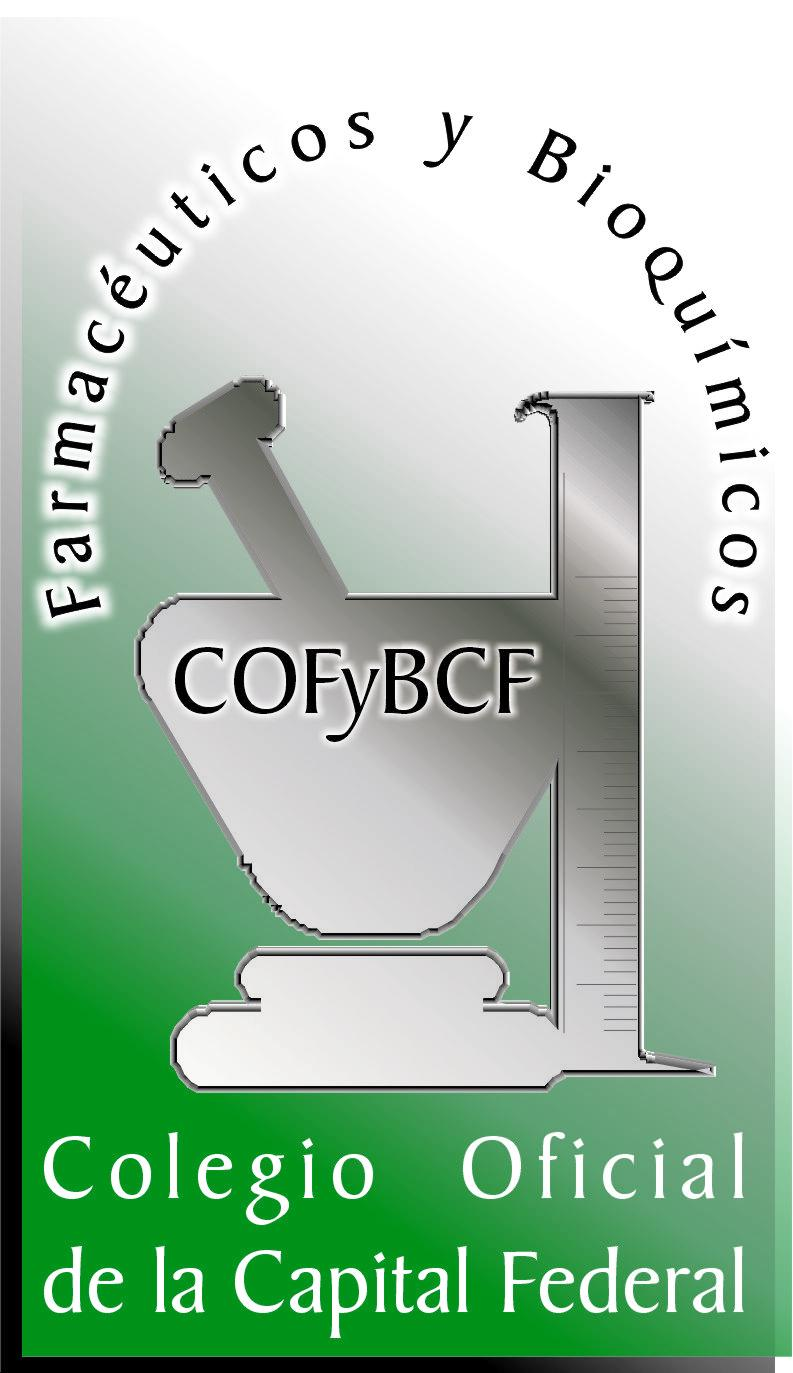 Farmacéuticos y Bioquímicos
COFyBCF
Colegio Oficial
de la Capital Federal